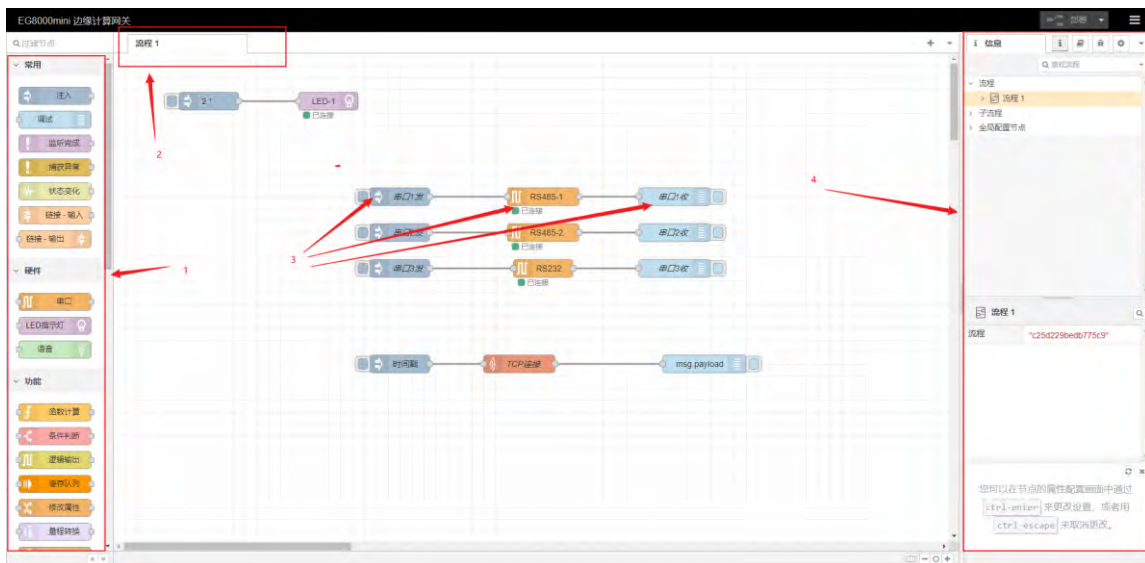 EG8000mini 边缘计算网关
部署
过滤节点
流程 1
i 信息
常用
注入
调试
监听完成
捕获异常
状态变化
链接 - 输入
链接 - 输出
硬件
串口
LED指示灯
语音
功能
函数计算
条件判断
逻辑输出
缓存队列
修改属性
量程转换
1
2
LED-1
已连接
3
串口1发
RS485-1
串口1收
已连接
RS485-2
串口2收
已连接
串口3发
RS232
串口3收
已连接
时间戳
TCP连接
msg.payload
4
查找流程
流程
流程 1
子流程
全局配置节点
流程 1
流程
"c25d229bedb775c9"
您可以在节点的属性配置画面中通过
ctrl-enter 来更改设置，或者用
ctrl-escape 来取消更改。